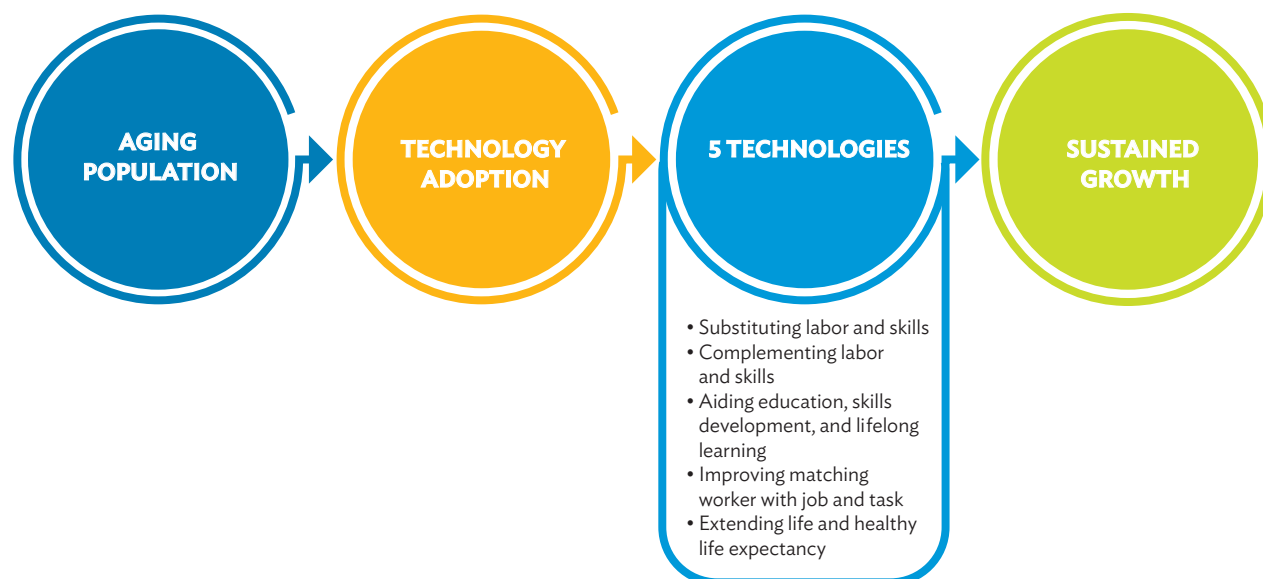 AGING
POPULATION
TECHNOLOGY
ADOPTION
5 TECHNOLOGIES
SUSTAINED
GROWTH
• Substituting labor and skills
• Complementing labor
and skills
• Aiding education, skills
development, and lifelong
learning
• Improving matching
worker with job and task
• Extending life and healthy
life expectancy